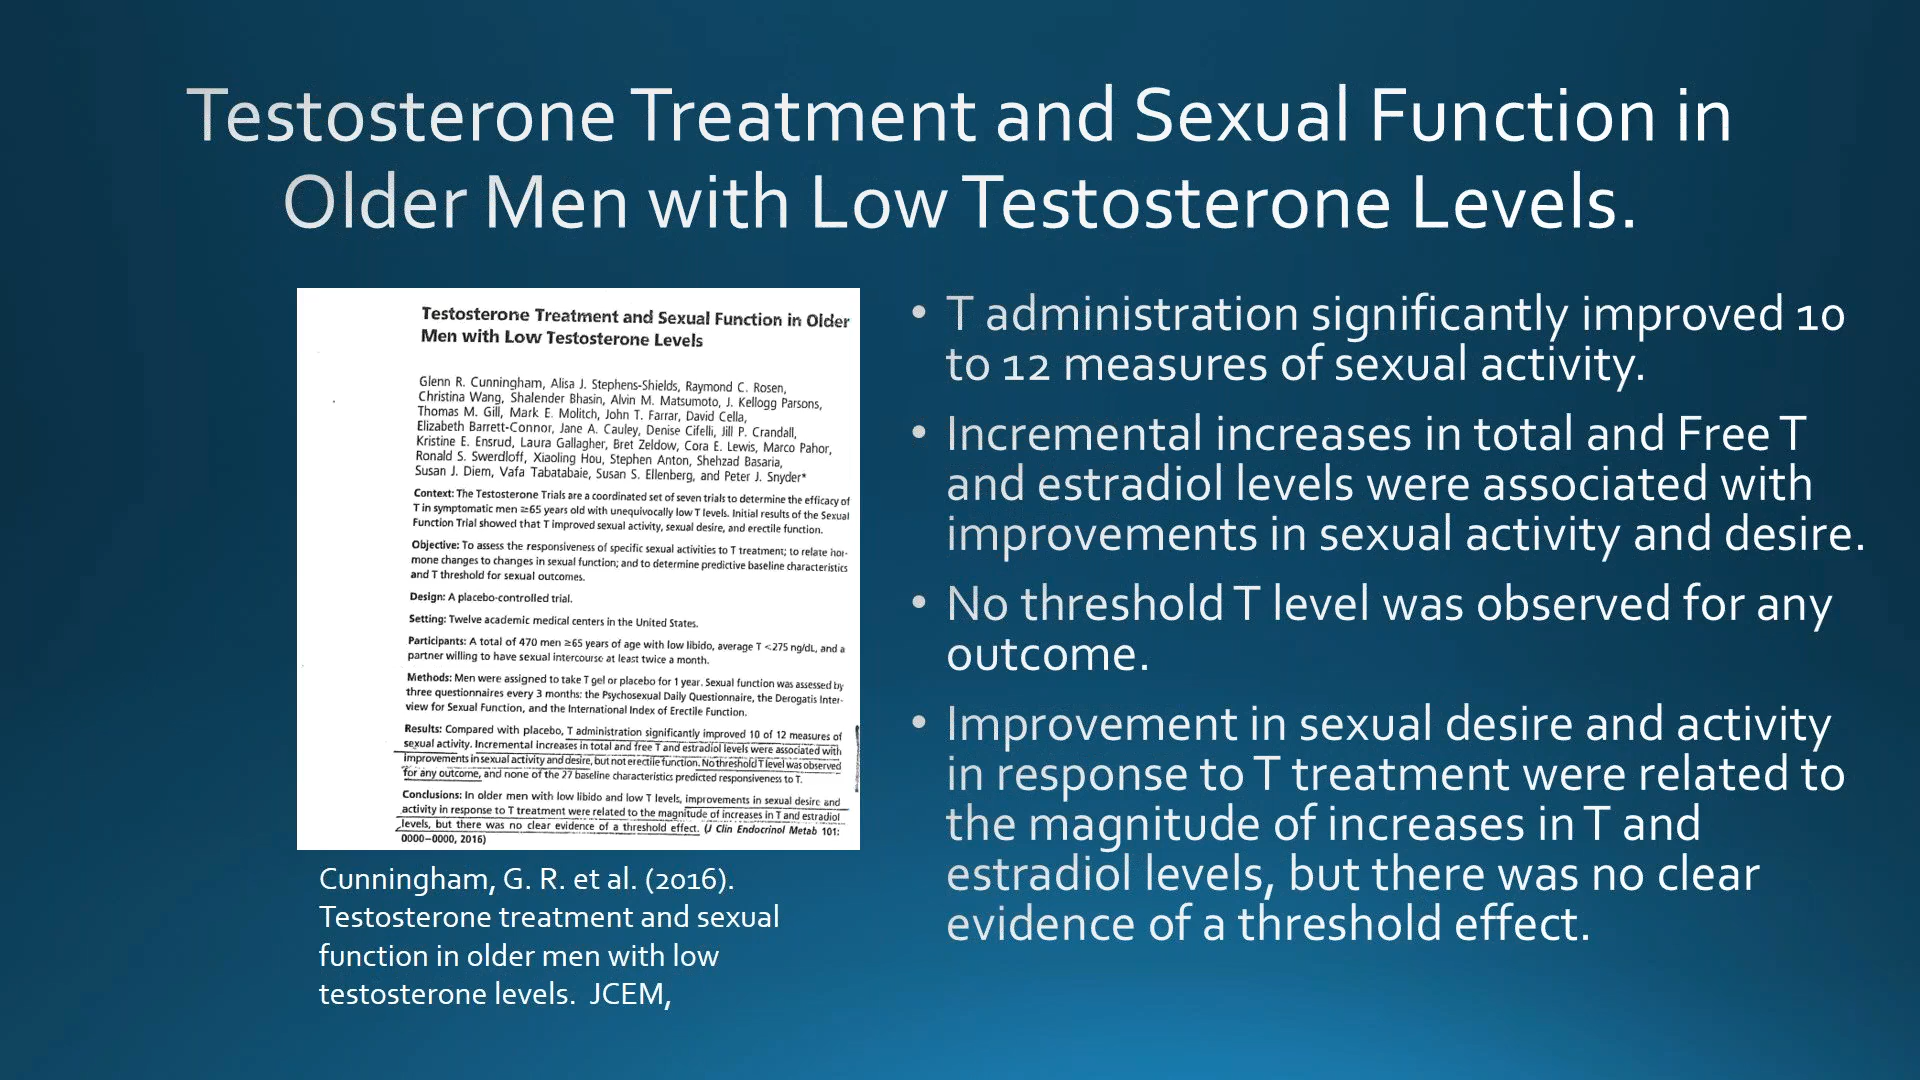 Testosterone Treatment and Sexual Function in
Older Men with Low Testosterone Levels.
Testosterone Treatment and Sexual Function in Older
Men with Low Testosterone Levels
Glenn R. Cunningham, Alisa J. Stephens-Shields, Raymond C. Rosen,
Christina Wang, Shalender Bhasin, Alvin M. Matsumoto, J. Kellogg Parsons,
Thomas M. Gill, Mark E. Molitch, John T. Farrar, David Cella,
Elizabeth Barrett-Connor, Jane A. Cauley, Denise Cifelli, Jill P. Crandall,
Kristine E. Ensrud, Laura Gallagher, Bret Zeldow, Cora E. Lewis, Marco Pahor,
Ronald S. Swerdloff, Xiaoling Hou, Stephen Anton, Shehzad Basaria,
Susan J. Diem, Vafa Tabatabaie, Susan S. Ellenberg, and Peter J. Snyder*
Context: The Testosterone Trials are a coordinated set of seven trials to determine the efficacy of
T in symptomatic men ≥65 years old with unequivocally low T levels. Initial results of the Sexual
Function Trial showed that T improved sexual activity, sexual desire, and erectile function.
Objective: To assess the responsiveness of specific sexual activities to T treatment; to relate hor-
mone changes to changes in sexual function; and to determine predictive baseline characteristics
and T threshold for sexual outcomes.
Design: A placebo-controlled trial.
Setting: Twelve academic medical centers in the United States.
Participants: A total of 470 men ≥65 years of age with low libido, average T <275 ng/dL, and a
partner willing to have sexual intercourse at least twice a month.
Methods: Men were assigned to take T gel or placebo for 1 year. Sexual function was assessed by
three questionnaires every 3 months: the Psychosexual Daily Questionnaire, the Derogatis Inter-
view for Sexual Function, and the International Index of Erectile Function.
Results: Compared with placebo, T administration significantly improved 10 of 12 measures of
sexual activity. Incremental increases in total and free T and estradiol levels were associated with
improvements in sexual activity and desire, but not erectile function. No threshold T level was observed
for any outcome, and none of the 27 baseline characteristics predicted responsiveness to T.
Conclusions: In older men with low libido and low T levels, improvements in sexual desire and
activity in response to T treatment were related to the magnitude of increases in T and estradiol
levels, but there was no clear evidence of a threshold effect. (J Clin Endocrinol Metab 101:
0000–0000, 2016)
Cunningham, G. R. et al. (2016).
Testosterone treatment and sexual
function in older men with low
testosterone levels. JCEM,
• T administration significantly improved 10
to 12 measures of sexual activity.
• Incremental increases in total and Free T
and estradiol levels were associated with
improvements in sexual activity and desire.
• No threshold T level was observed for any
outcome.
• Improvement in sexual desire and activity
in response to T treatment were related to
the magnitude of increases in T and
estradiol levels, but there was no clear
evidence of a threshold effect.